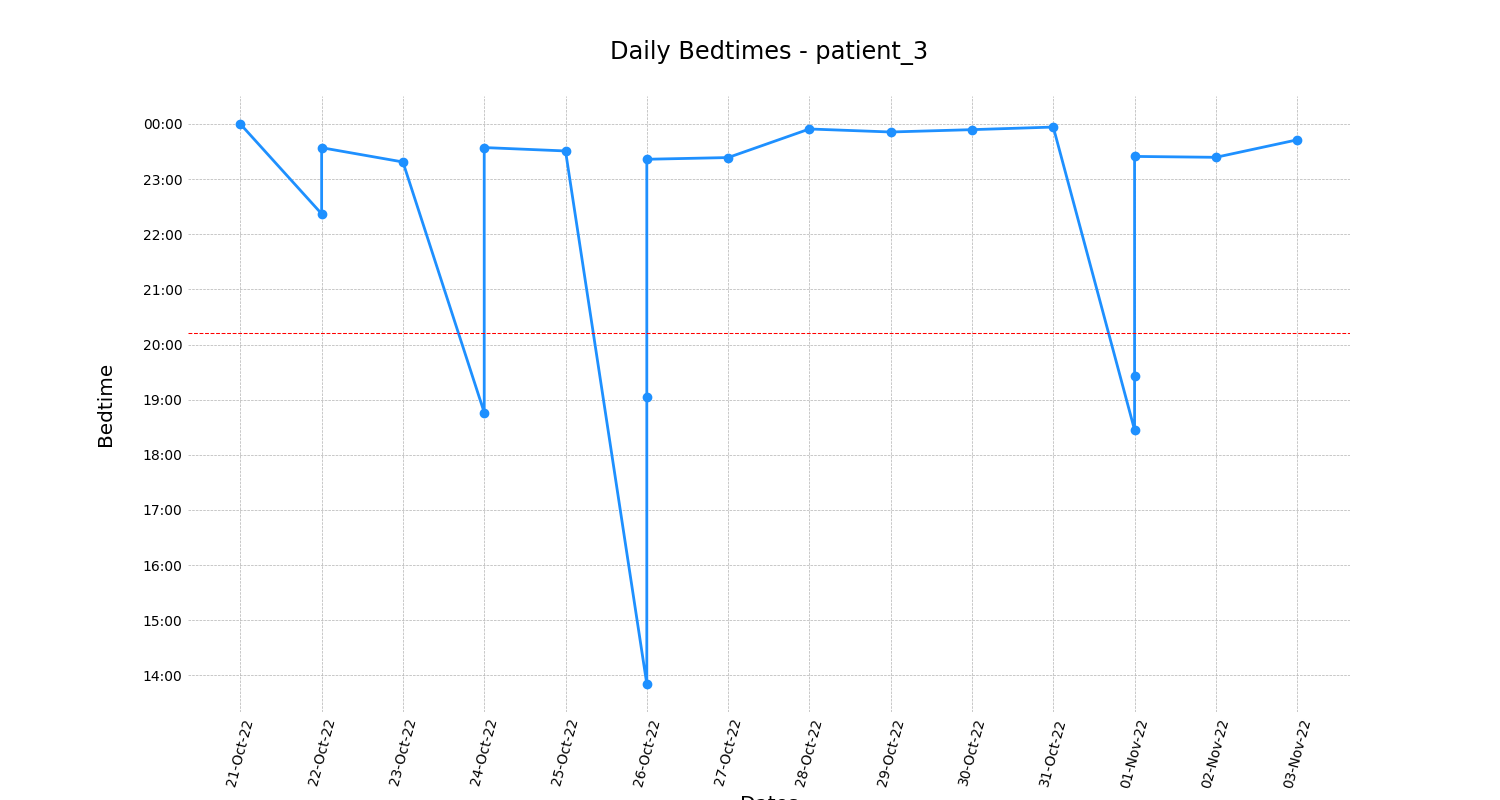 Daily Bedtimes - patient_3
00:00
23:00
22:00
21:00
20:00
19:00
18:00
17:00
16:00
15:00
14:00
Bedtime
21-Oct-22
22-Oct-22
23-Oct-22
24-Oct-22
25-Oct-22
26-Oct-22
27-Oct-22
28-Oct-22
29-Oct-22
30-Oct-22
31-Oct-22
01-Nov-22
02-Nov-22
03-Nov-22
Dates